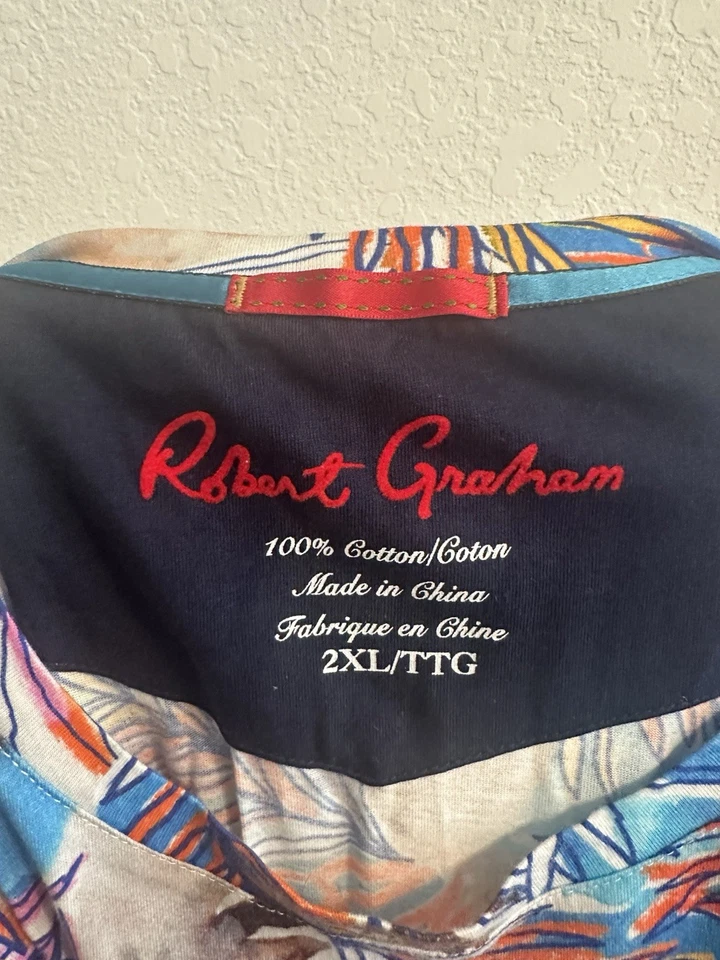 Robert Graham
100% Cotton/Coton
Made in China
Fabrique en Chine
2XL/TTG